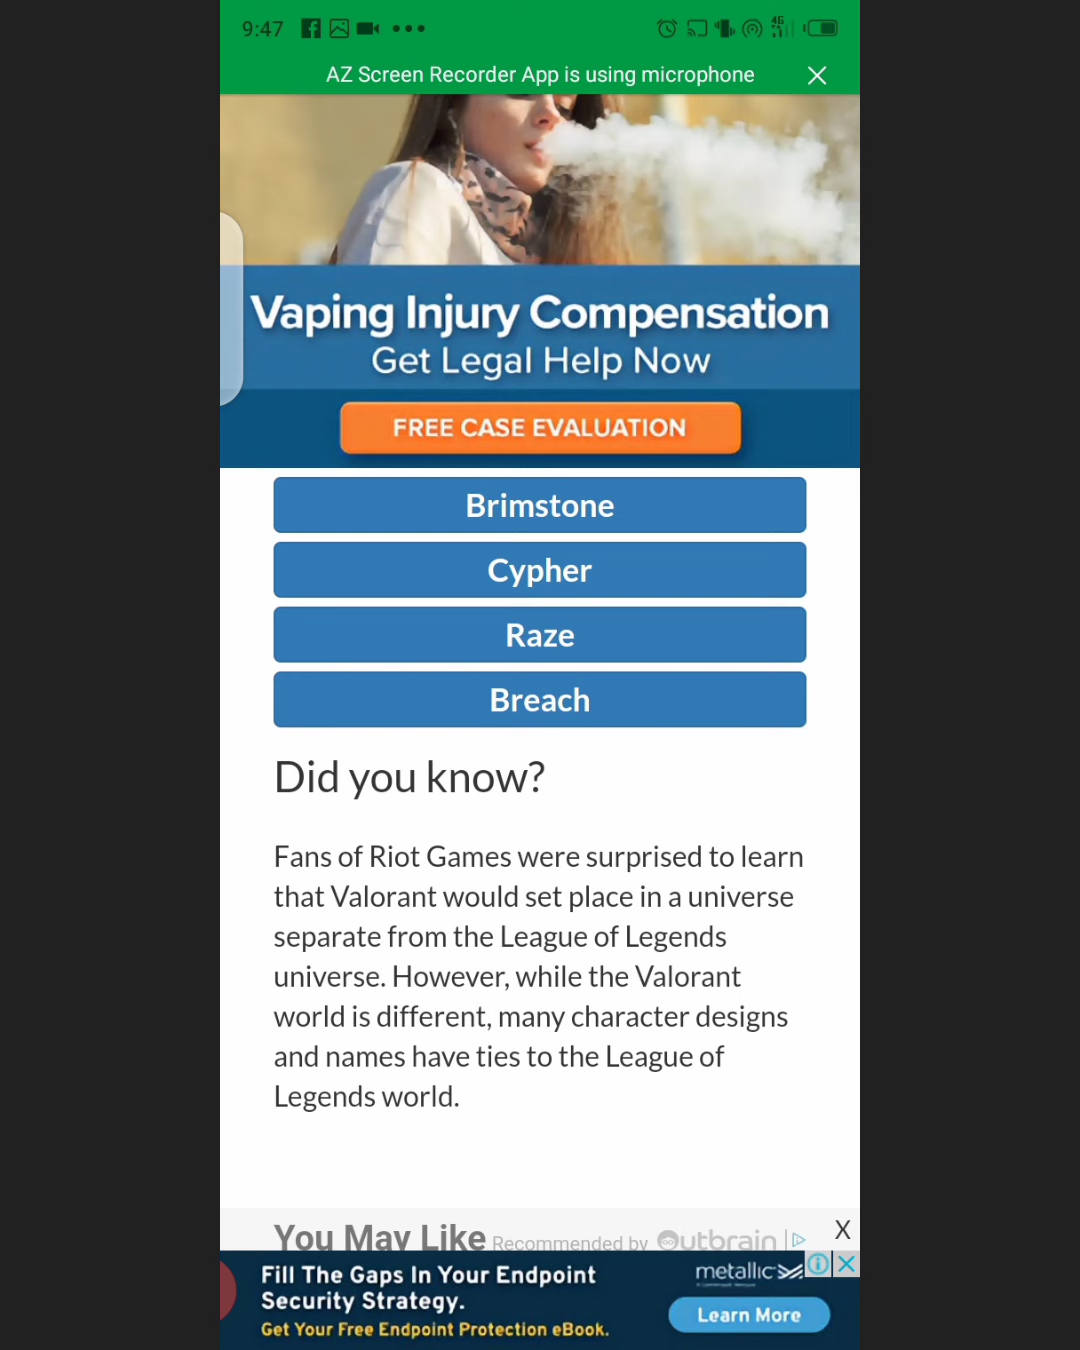 9:47
4G
AZ Screen Recorder App is using microphone
Vaping Injury Compensation
Get Legal Help Now
FREE CASE EVALUATION
Brimstone
Cypher
Raze
Breach
Did you know?
Fans of Riot Games were surprised to learn
that Valorant would set place in a universe
separate from the League of Legends
universe. However, while the Valorant
world is different, many character designs
and names have ties to the League of
Legends world.
X
You May Like Recommended by Outbrain
Fill The Gaps In Your Endpoint
Security Strategy.
Get Your Free Endpoint Protection eBook.
metallic
Learn More